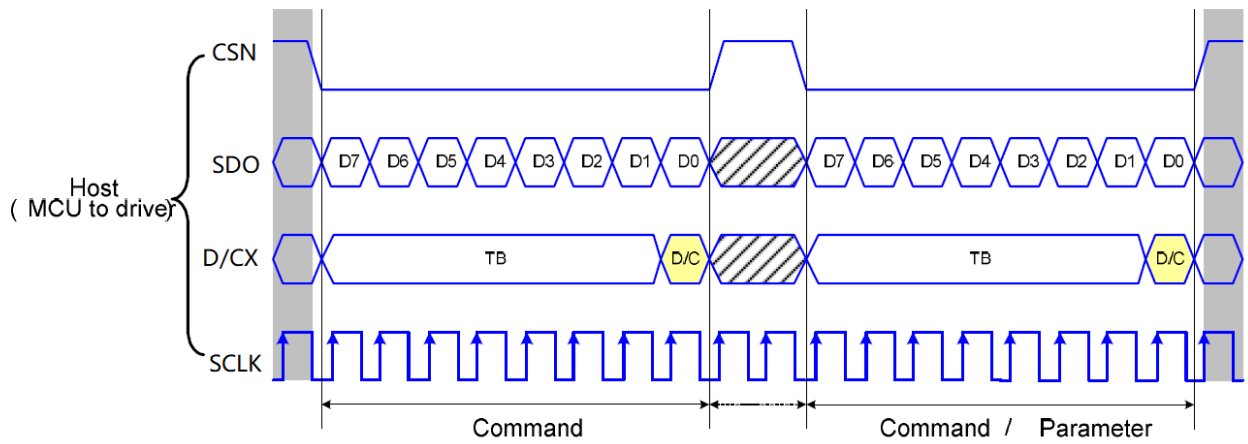 CSN
SDO D7 D6 D5 D4 D3 D2 D1 D0 D7 D6 D5 D4 D3 D2 D1 D0
Host
( MCU to driver)
D/CX TB D/C TB D/C
SCLK
Command Command / Parameter